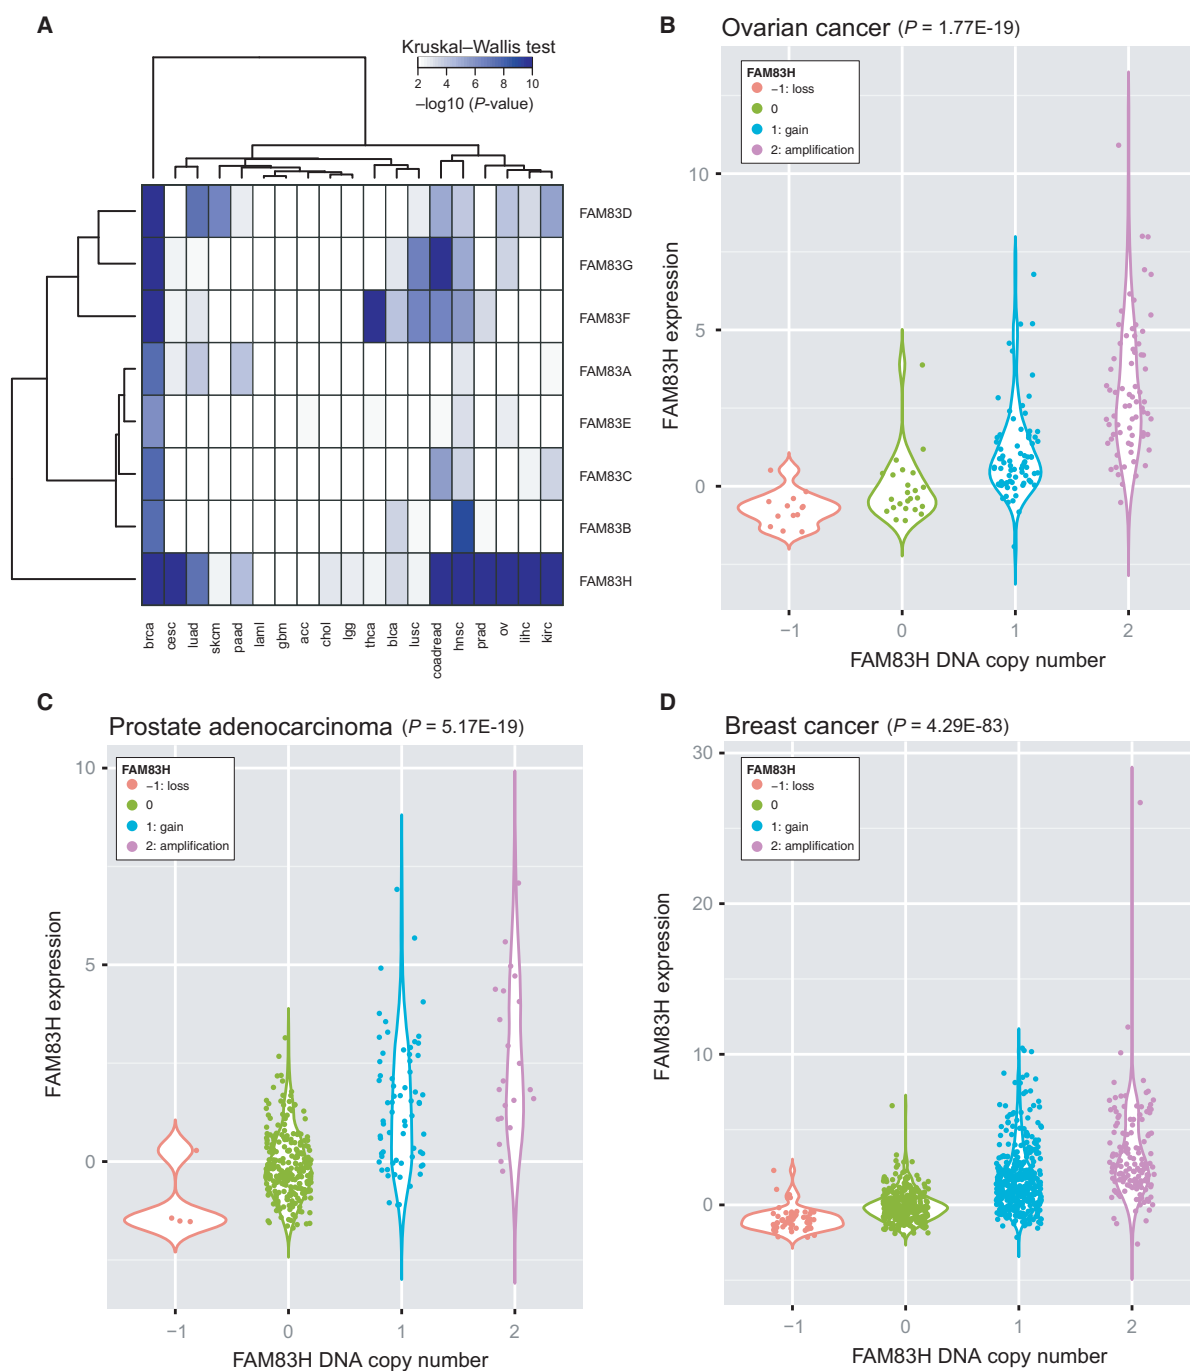 A
Kruskal–Wallis test
2 4 6 8 10
–log10 (P-value)
FAM83D
FAM83G
FAM83F
FAM83A
FAM83E
FAM83C
FAM83B
FAM83H
brca cesc luad skcm paad laml gbm acc chol lgg thca blca lusc coadread hnsc prad ov lihc kirc
B
Ovarian cancer (P = 1.77E-19)
FAM83H
−1: loss
0
1: gain
2: amplification
10
5
0
FAM83H expression
−1 0 1 2
FAM83H DNA copy number
C
Prostate adenocarcinoma (P = 5.17E-19)
FAM83H
−1: loss
0
1: gain
2: amplification
10
5
0
FAM83H expression
−1 0 1 2
FAM83H DNA copy number
D
Breast cancer (P = 4.29E-83)
FAM83H
−1: loss
0
1: gain
2: amplification
30
20
10
0
FAM83H expression
−1 0 1 2
FAM83H DNA copy number